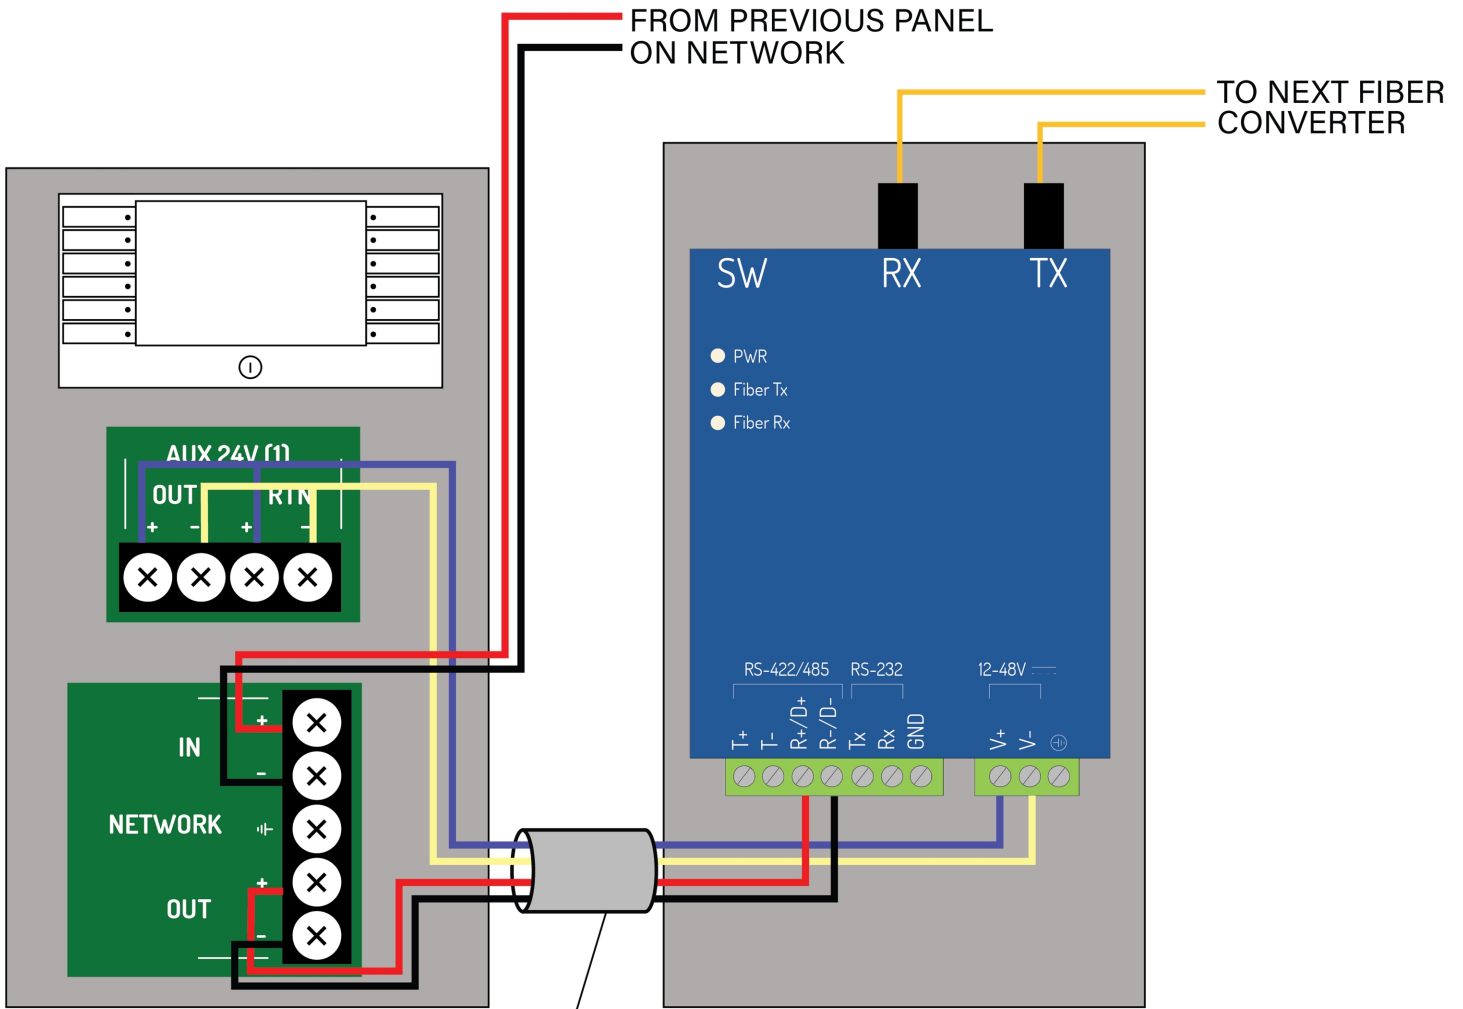 FROM PREVIOUS PANEL
ON NETWORK
TO NEXT FIBER
CONVERTER
SW RX TX
PWR
Fiber Tx
Fiber Rx
AUX 24V (1)
OUT RTN
+ - + -
RS-422/485 RS-232 12-48V
T+ T- R+/D+ R-/D- Tx Rx GND V+ V-
+
IN
-
NETWORK
+
OUT
-